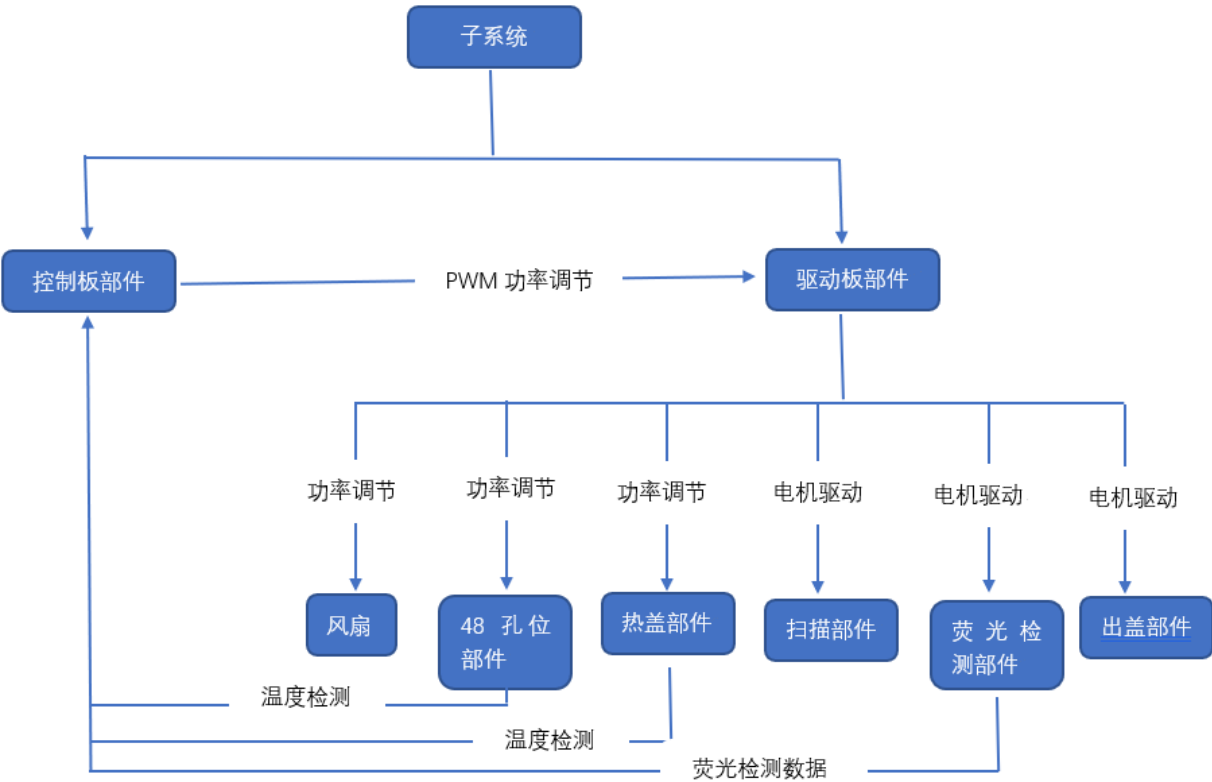 子系统
控制板部件
PWM 功率调节
驱动板部件
功率调节
功率调节
功率调节
电机驱动
电机驱动
电机驱动
风扇
48 孔位
部件
热盖部件
扫描部件
荧光检
测部件
出盖部件
温度检测
温度检测
荧光检测数据